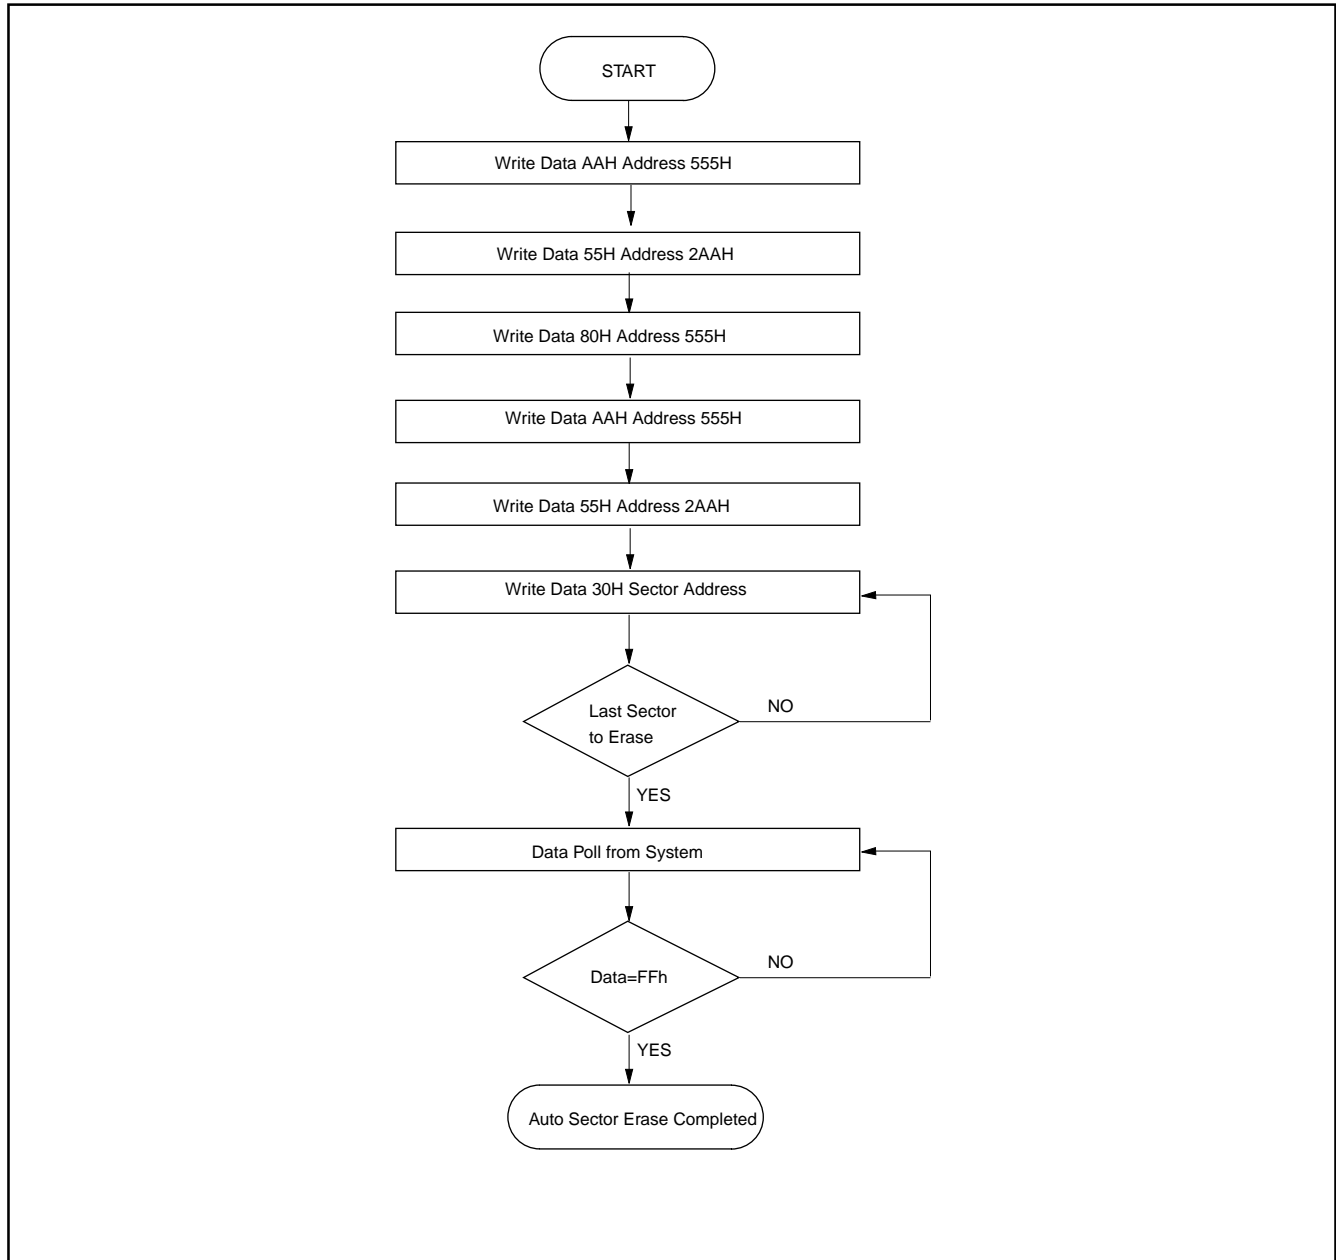 START
Write Data AAH Address 555H
Write Data 55H Address 2AAH
Write Data 80H Address 555H
Write Data AAH Address 555H
Write Data 55H Address 2AAH
Write Data 30H Sector Address
Last Sector
to Erase
NO
YES
Data Poll from System
Data=FFh
NO
YES
Auto Sector Erase Completed